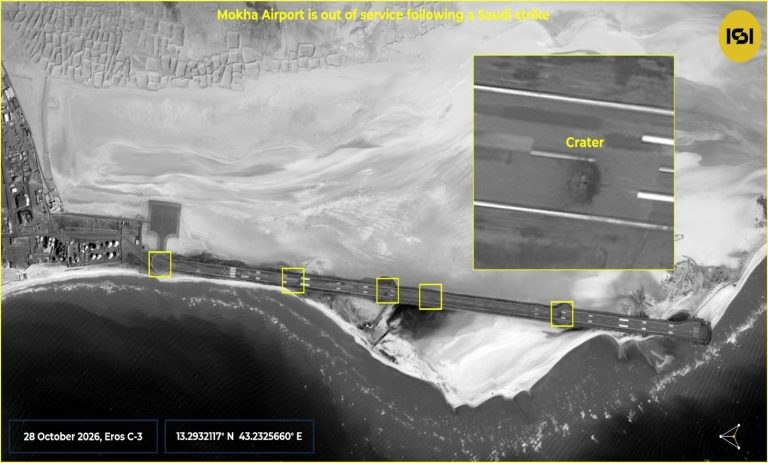 Mokha Airport is out of service following a Saudi strike
ISI
Crater
28 October 2026, Eros C-3
13.2932117° N 43.2325660° E